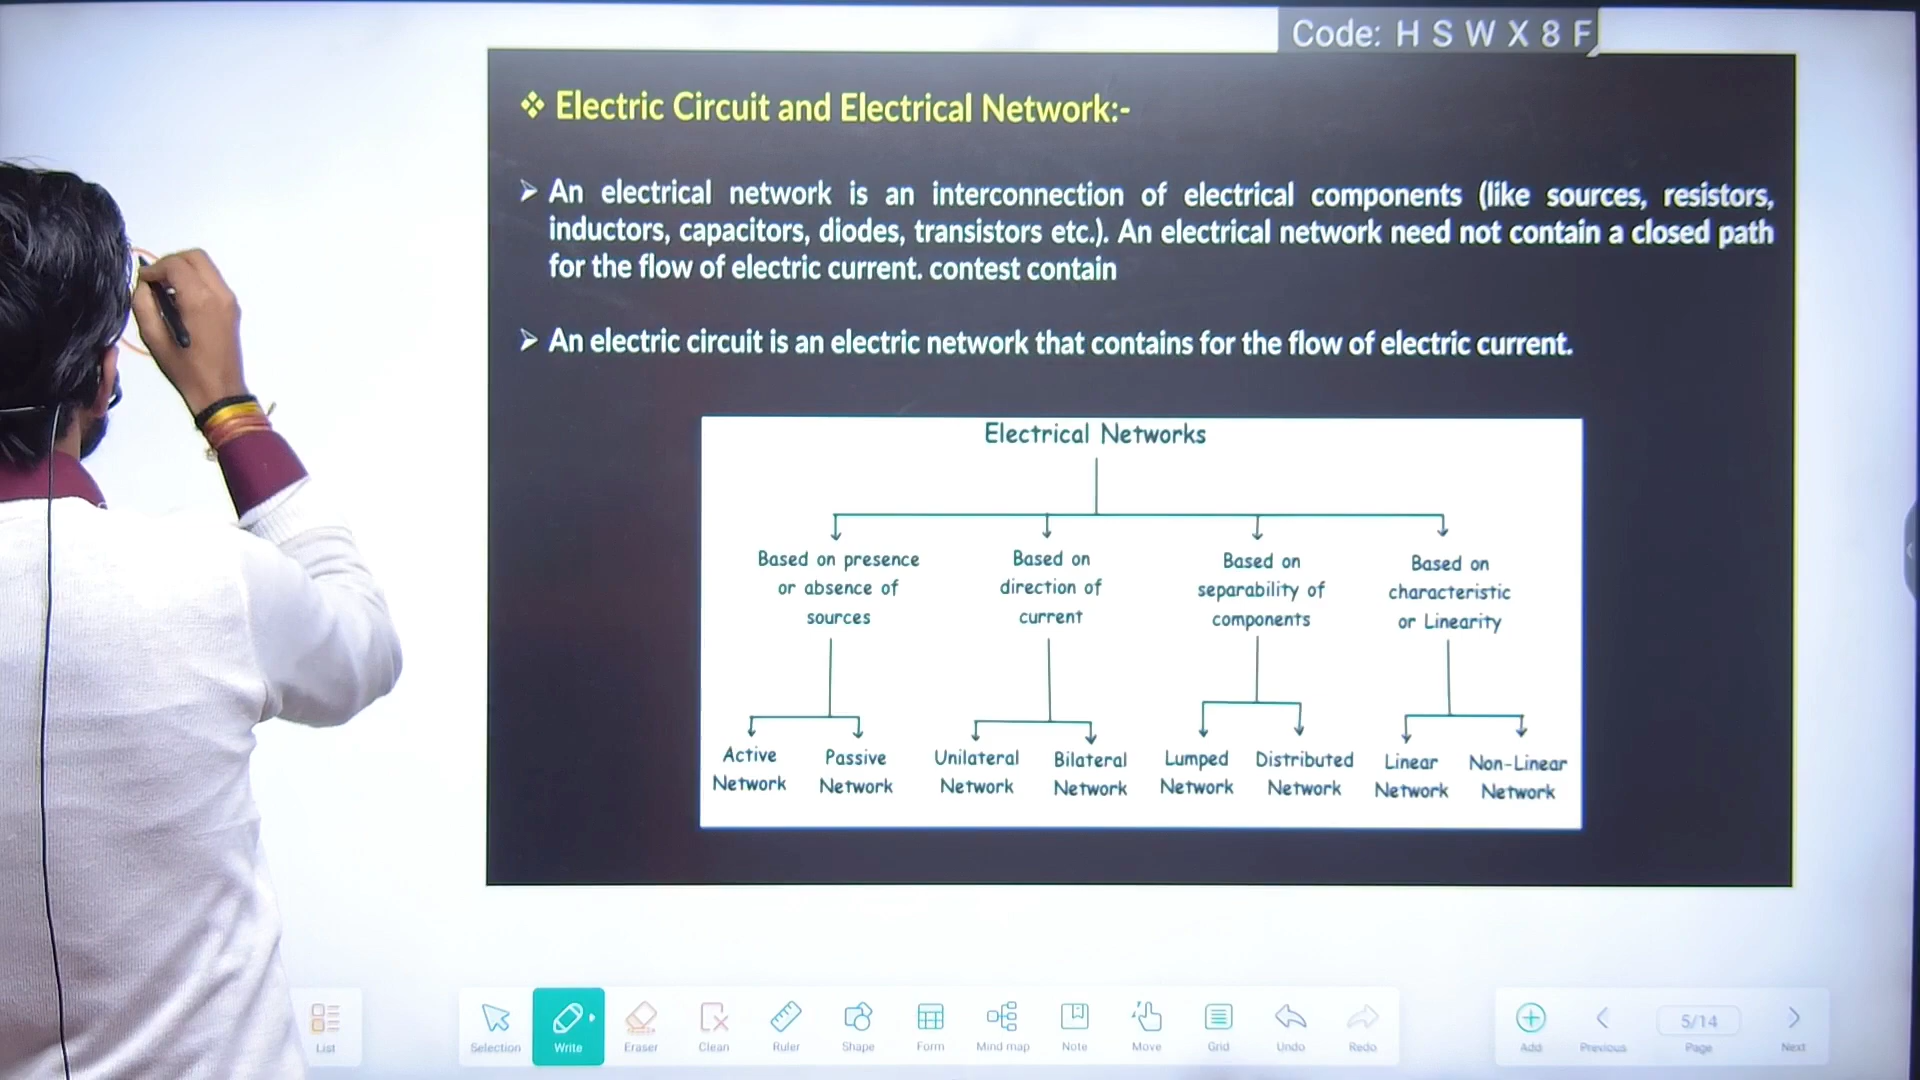 Code: H S W X 8 F
❖ Electric Circuit and Electrical Network:-
➤ An electrical network is an interconnection of electrical components (like sources, resistors,
inductors, capacitors, diodes, transistors etc.). An electrical network need not contain a closed path
for the flow of electric current. contest contain
➤ An electric circuit is an electric network that contains for the flow of electric current.
Electrical Networks
Based on presence
or absence of
sources
Based on
direction of
current
Based on
separability of
components
Based on
characteristic
or Linearity
Active
Network
Passive
Network
Unilateral
Network
Bilateral
Network
Lumped
Network
Distributed
Network
Linear
Network
Non-Linear
Network
List
Selection
Write
Eraser
Clean
Ruler
Shape
Form
Mind map
Note
Move
Grid
Undo
Redo
Add
Previous
5/14
Page
Next